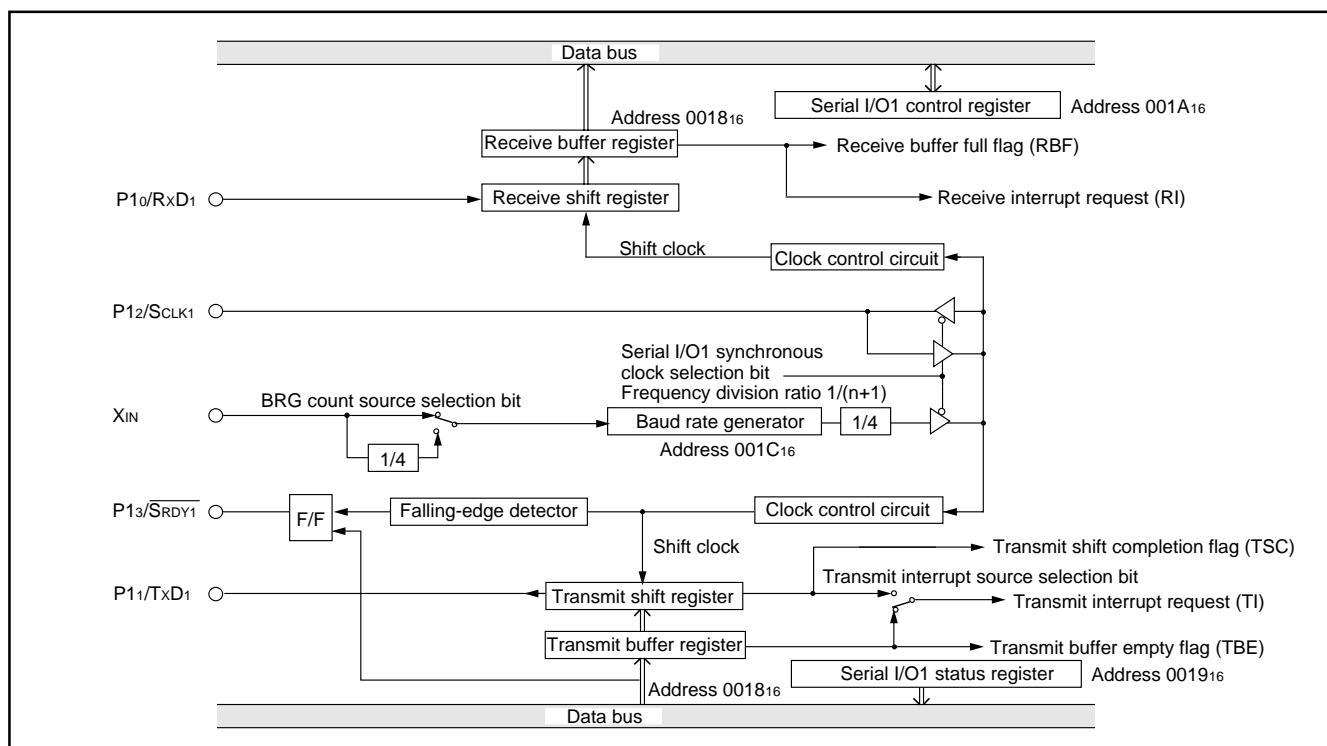 Data bus
Serial I/O1 control register
Address 001A16
Address 001816
Receive buffer register
Receive buffer full flag (RBF)
P10/RXD1
Receive shift register
Receive interrupt request (RI)
Shift clock
Clock control circuit
P12/SCLK1
Serial I/O1 synchronous
clock selection bit
Frequency division ratio 1/(n+1)
BRG count source selection bit
XIN
Baud rate generator
1/4
Address 001C16
1/4
P13/SRDY1
F/F
Falling-edge detector
Clock control circuit
Shift clock
Transmit shift completion flag (TSC)
Transmit interrupt source selection bit
P11/TXD1
Transmit shift register
Transmit interrupt request (TI)
Transmit buffer register
Transmit buffer empty flag (TBE)
Serial I/O1 status register
Address 001916
Address 001816
Data bus